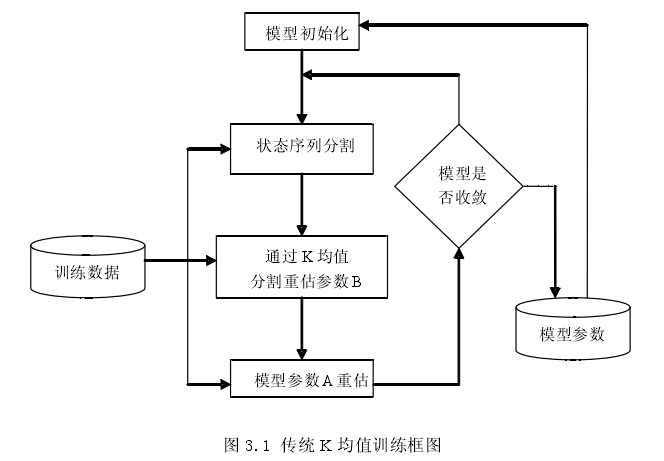 模型初始化
状态序列分割
模型是
否收敛
通过K均值
分割重估参数B
训练数据
模型参数
模型参数A重估
图3.1 传统K均值训练框图